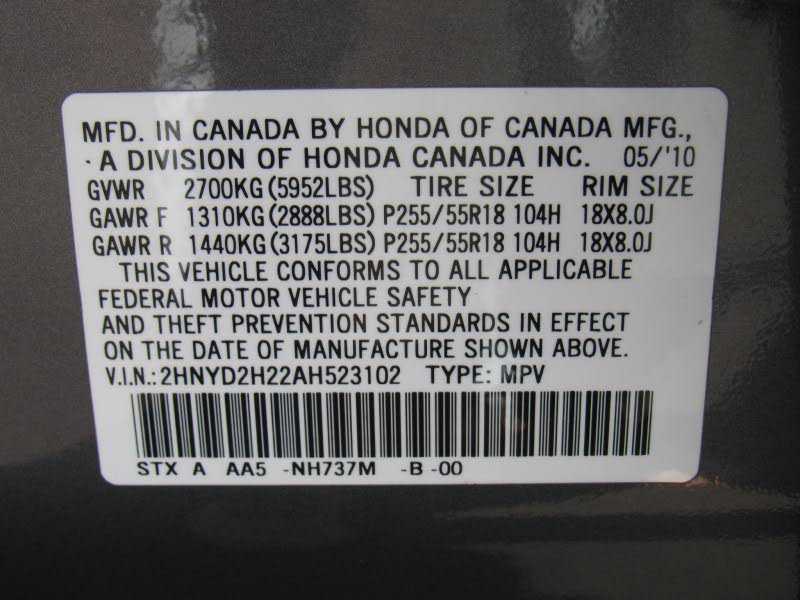 MFD. IN CANADA BY HONDA OF CANADA MFG.,
A DIVISION OF HONDA CANADA INC. 05/'10
GVWR 2700KG(5952LBS) TIRE SIZE RIM SIZE
GAWR F 1310KG(2888LBS) P255/55R18 104H 18X8.0J
GAWR R 1440KG(3175LBS) P255/55R18 104H 18X8.0J
THIS VEHICLE CONFORMS TO ALL APPLICABLE
FEDERAL MOTOR VEHICLE SAFETY
AND THEFT PREVENTION STANDARDS IN EFFECT
ON THE DATE OF MANUFACTURE SHOWN ABOVE.
V.I.N.:2HNYD2H22AH523102 TYPE: MPV
STX A AA5 -NH737M -B -00